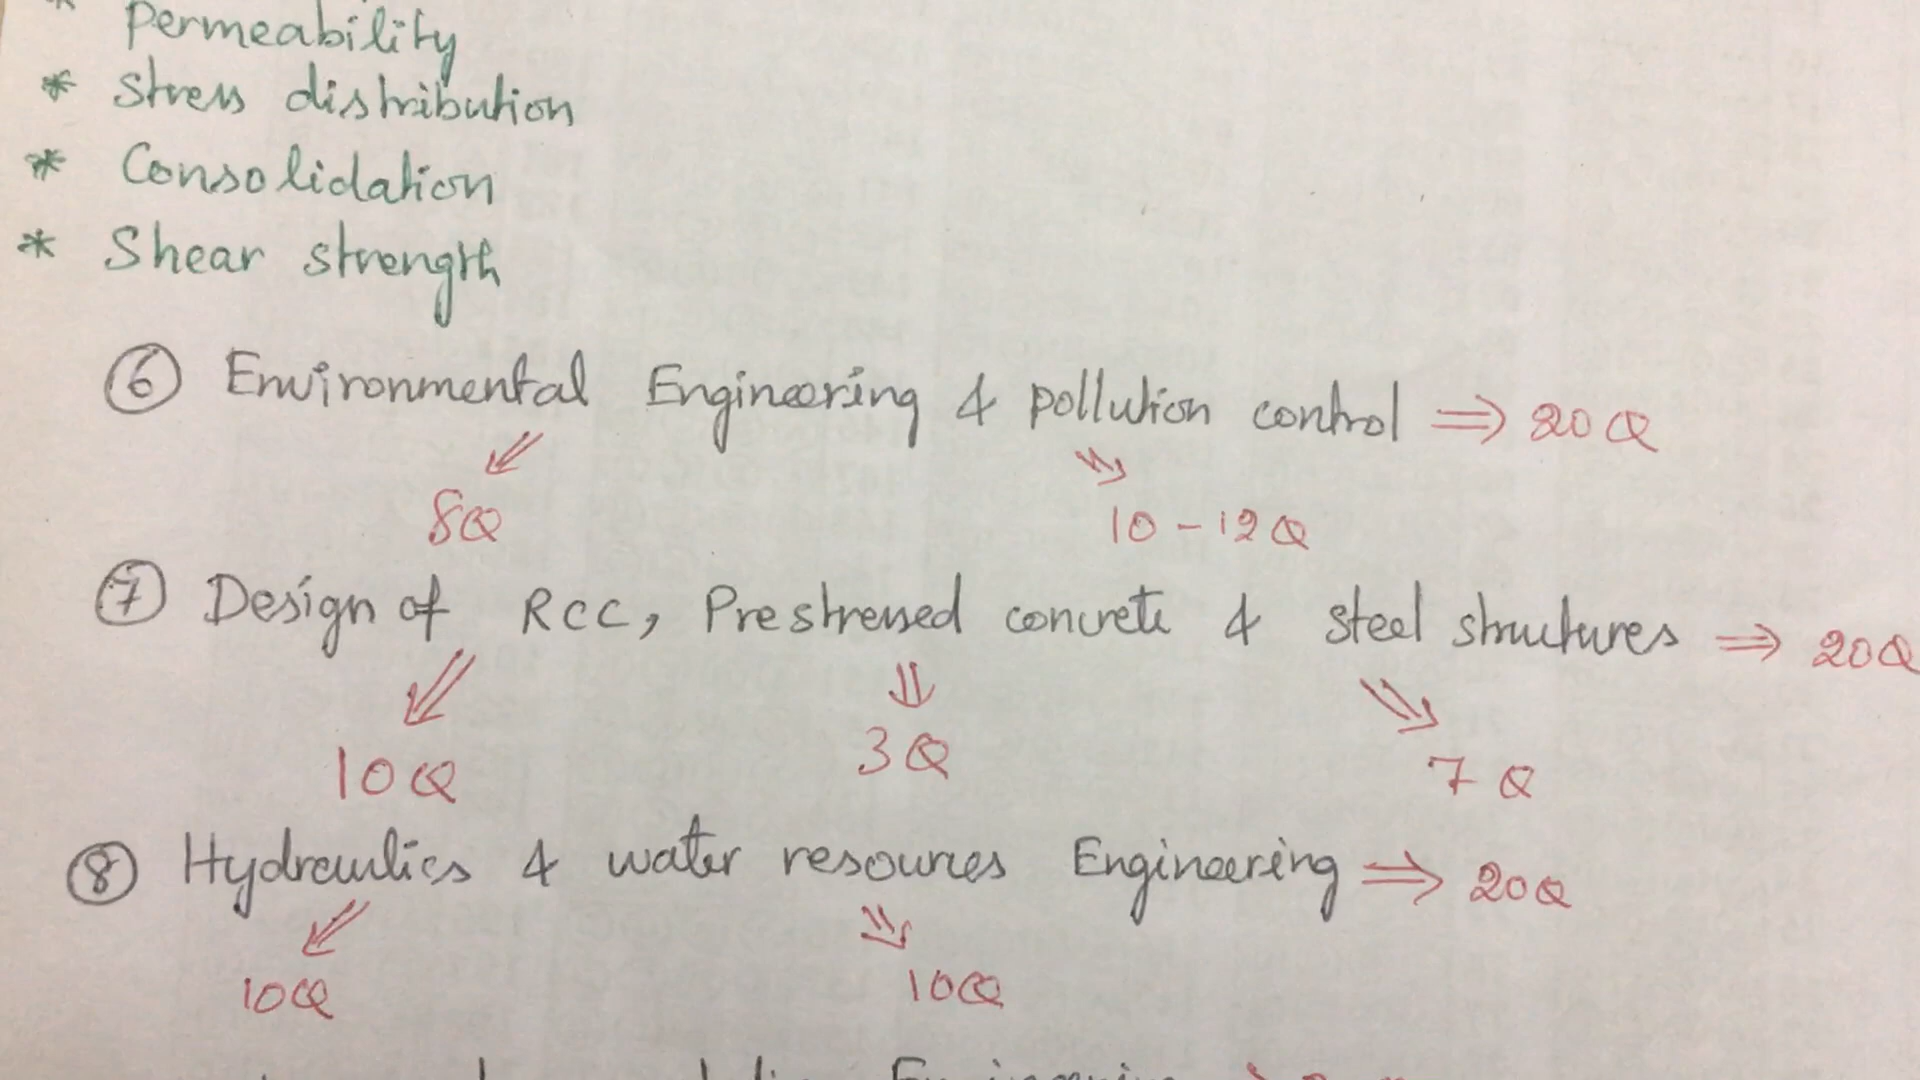 * Permeability
* Stress distribution
* Consolidation
* Shear strength
⑥ Environmental Engineering & pollution control ⇒ 20Q
⇙ ⇘
8Q 10-12Q
⑦ Design of RCC, Prestressed concrete & steel structures ⇒ 20Q
⇙ ⇓ ⇘
10Q 3Q 7Q
⑧ Hydraulics & water resources Engineering ⇒ 20Q
⇙ ⇘
10Q 10Q
Engineering